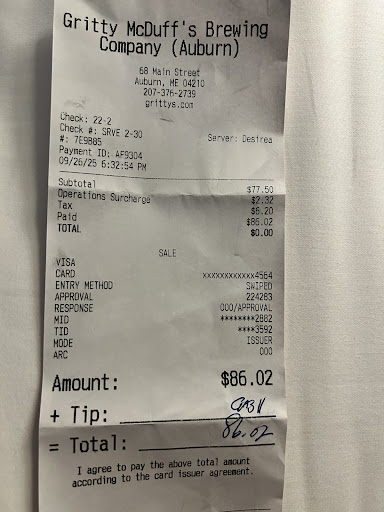 Gritty McDuff's Brewing
Company (Auburn)
68 Main Street
Auburn, ME 04210
207-376-2739
grittys.com
Check: 22-2
Check #: SRVE 2-30
Server: Desirea
#: 7E9B85
Payment ID: AF9304
09/26/25 6:32:54 PM
Subtotal $77.50
Operations Surcharge $2.32
Tax $6.20
Paid $86.02
TOTAL $0.00
SALE
VISA
CARD xxxxxxxxxxxx4564
ENTRY METHOD SWIPED
APPROVAL 224283
RESPONSE 000/APPROVAL
MID ********2882
TID ****3592
MODE ISSUER
ARC 000
Amount: $86.02
+ Tip: CASH
= Total: 86.02
I agree to pay the above total amount
according to the card issuer agreement.